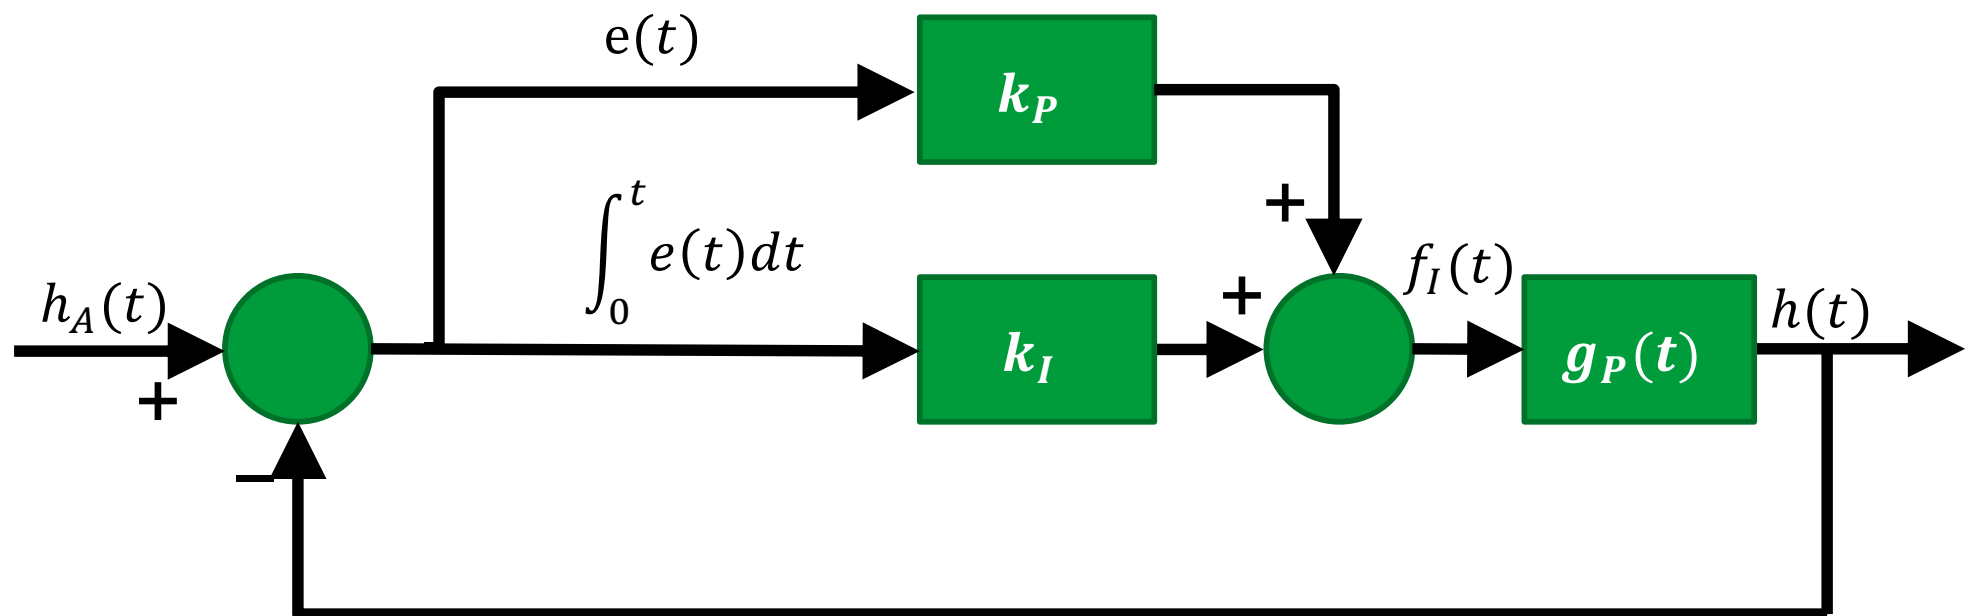 e(t)
k_P
+
∫_0^t e(t)dt
h_A(t)
+
k_I
+
f_I(t)
g_P(t)
h(t)
−